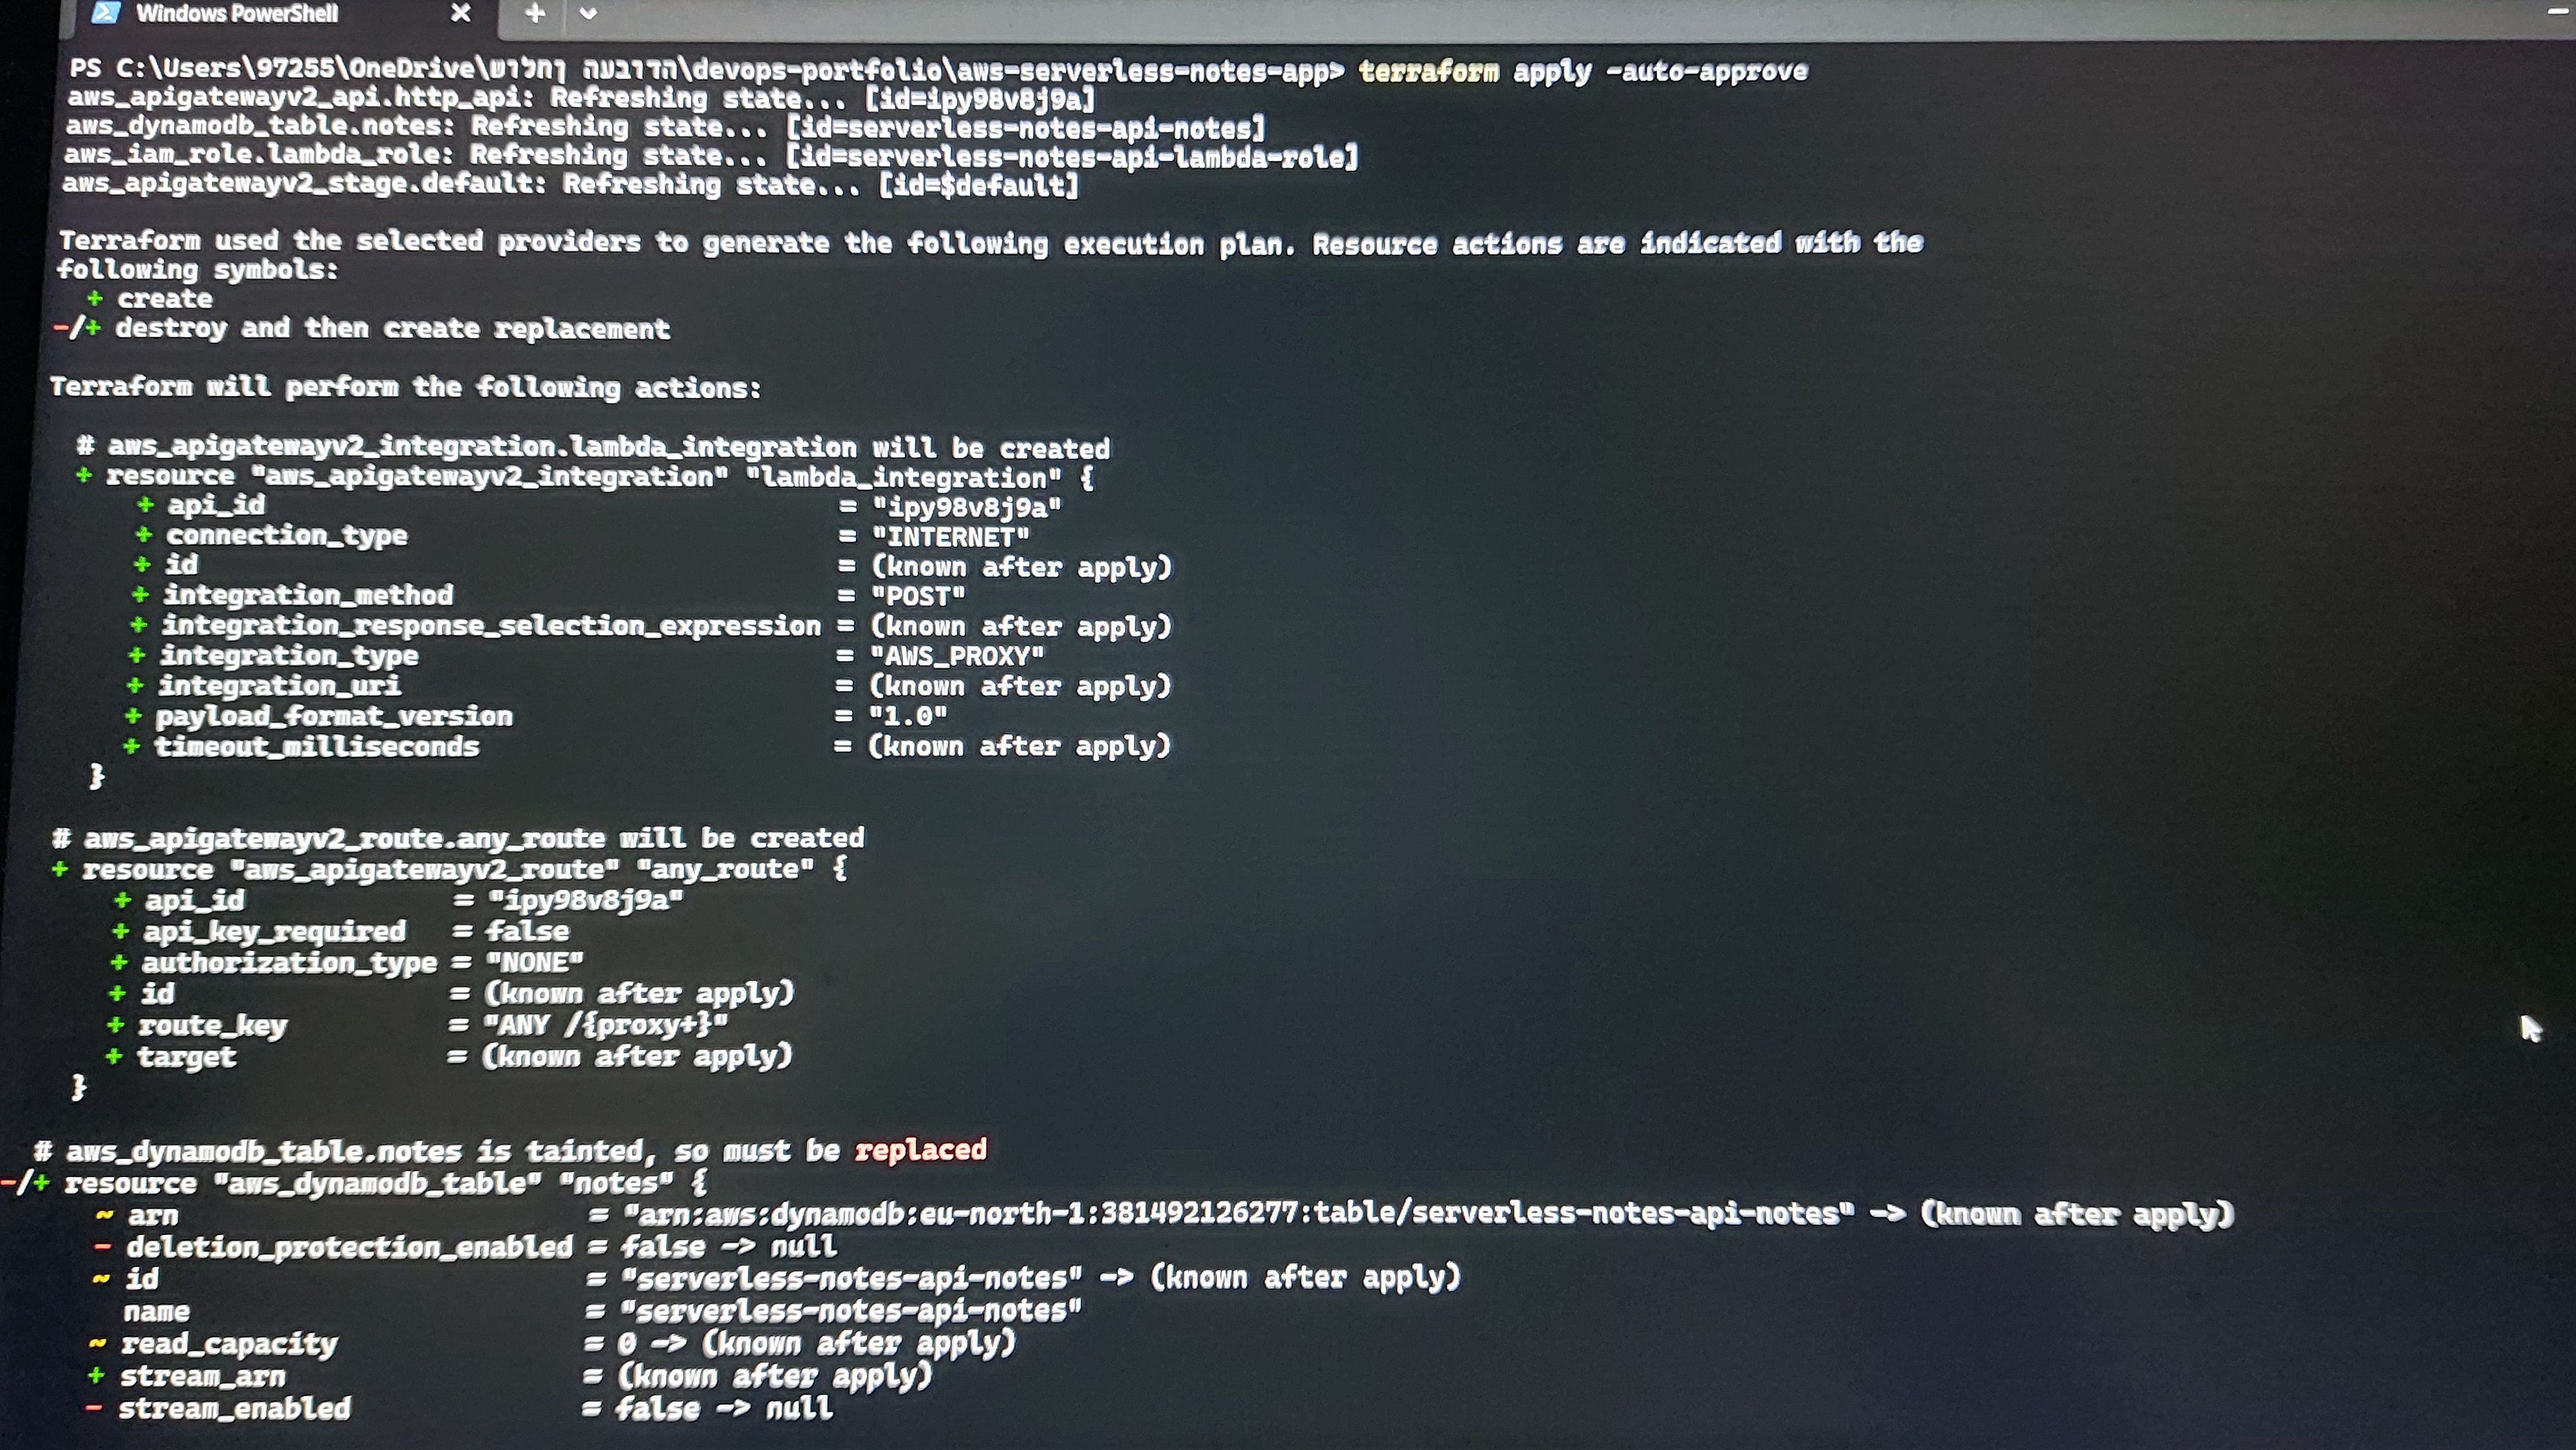 Windows PowerShell
PS C:\Users\97255\OneDrive\שולחן העבודה\devops-portfolio\aws-serverless-notes-app> terraform apply -auto-approve
aws_apigatewayv2_api.http_api: Refreshing state... [id=ipy98v8j9a]
aws_dynamodb_table.notes: Refreshing state... [id=serverless-notes-api-notes]
aws_iam_role.lambda_role: Refreshing state... [id=serverless-notes-api-lambda-role]
aws_apigatewayv2_stage.default: Refreshing state... [id=$default]
Terraform used the selected providers to generate the following execution plan. Resource actions are indicated with the
following symbols:
+ create
-/+ destroy and then create replacement
Terraform will perform the following actions:
# aws_apigatewayv2_integration.lambda_integration will be created
+ resource "aws_apigatewayv2_integration" "lambda_integration" {
+ api_id = "ipy98v8j9a"
+ connection_type = "INTERNET"
+ id = (known after apply)
+ integration_method = "POST"
+ integration_response_selection_expression = (known after apply)
+ integration_type = "AWS_PROXY"
+ integration_uri = (known after apply)
+ payload_format_version = "1.0"
+ timeout_milliseconds = (known after apply)
}
# aws_apigatewayv2_route.any_route will be created
+ resource "aws_apigatewayv2_route" "any_route" {
+ api_id = "ipy98v8j9a"
+ api_key_required = false
+ authorization_type = "NONE"
+ id = (known after apply)
+ route_key = "ANY /{proxy+}"
+ target = (known after apply)
}
# aws_dynamodb_table.notes is tainted, so must be replaced
-/+ resource "aws_dynamodb_table" "notes" {
~ arn = "arn:aws:dynamodb:eu-north-1:381492126277:table/serverless-notes-api-notes" -> (known after apply)
- deletion_protection_enabled = false -> null
~ id = "serverless-notes-api-notes" -> (known after apply)
name = "serverless-notes-api-notes"
~ read_capacity = 0 -> (known after apply)
+ stream_arn = (known after apply)
- stream_enabled = false -> null